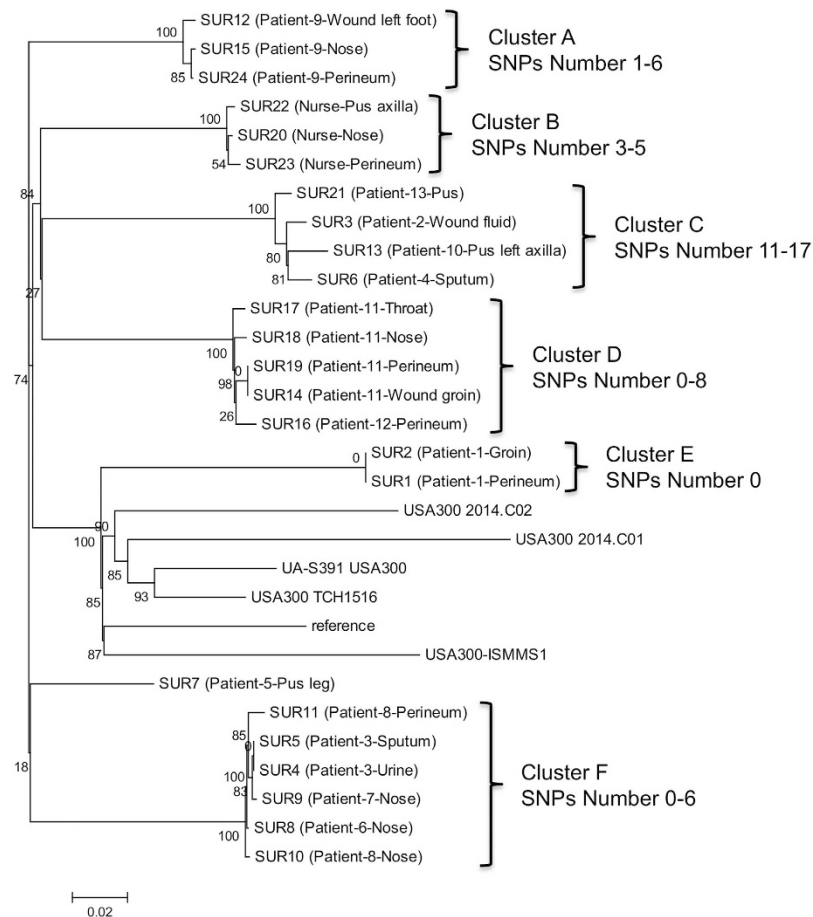 SUR12 (Patient-9-Wound left foot)
100
SUR15 (Patient-9-Nose)
85
SUR24 (Patient-9-Perineum)
Cluster A
SNPs Number 1-6
SUR22 (Nurse-Pus axilla)
100
SUR20 (Nurse-Nose)
54
SUR23 (Nurse-Perineum)
Cluster B
SNPs Number 3-5
84
SUR21 (Patient-13-Pus)
100
SUR3 (Patient-2-Wound fluid)
SUR13 (Patient-10-Pus left axilla)
80
SUR6 (Patient-4-Sputum)
81
Cluster C
SNPs Number 11-17
27
SUR17 (Patient-11-Throat)
SUR18 (Patient-11-Nose)
100
SUR19 (Patient-11-Perineum)
0
98
SUR14 (Patient-11-Wound groin)
26
SUR16 (Patient-12-Perineum)
Cluster D
SNPs Number 0-8
74
SUR2 (Patient-1-Groin)
0
SUR1 (Patient-1-Perineum)
Cluster E
SNPs Number 0
USA300 2014.C02
90
100
USA300 2014.C01
85
UA-S391 USA300
93
USA300 TCH1516
85
reference
87
USA300-ISMMS1
SUR7 (Patient-5-Pus leg)
18
SUR11 (Patient-8-Perineum)
85
SUR5 (Patient-3-Sputum)
0
SUR4 (Patient-3-Urine)
100
83
SUR9 (Patient-7-Nose)
SUR8 (Patient-6-Nose)
100
SUR10 (Patient-8-Nose)
Cluster F
SNPs Number 0-6
0.02